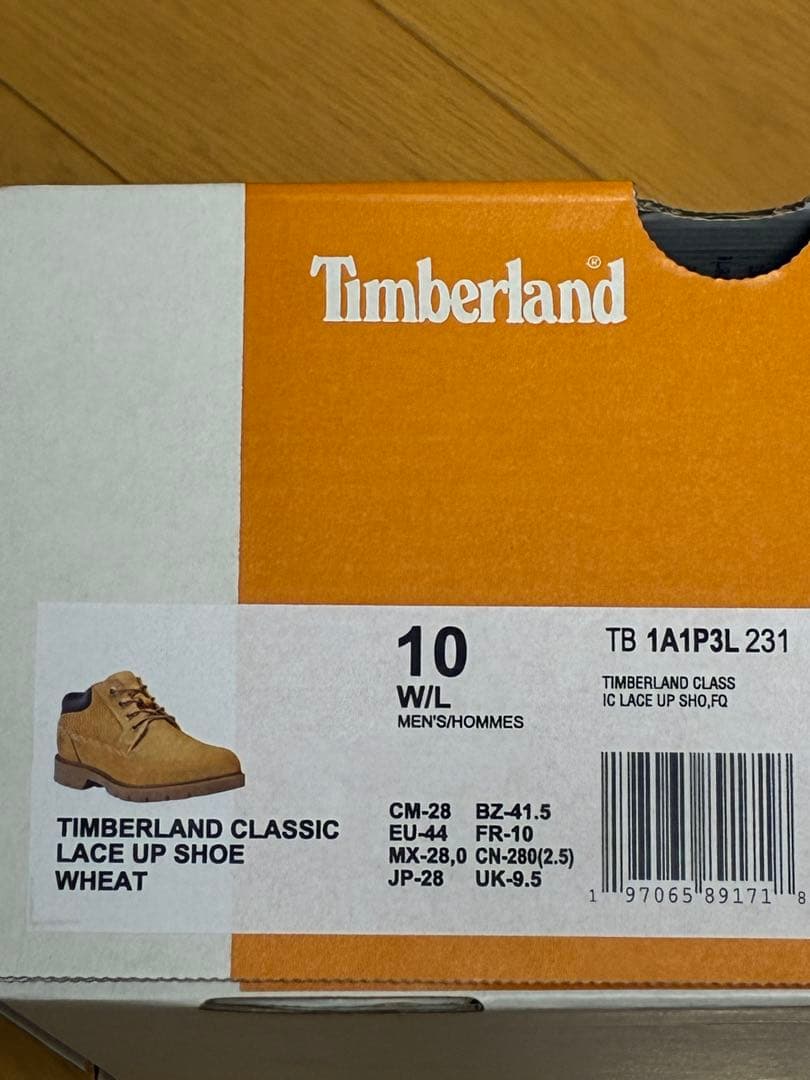 Timberland®
10
W/L
MEN'S/HOMMES
TB 1A1P3L 231
TIMBERLAND CLASS
IC LACE UP SHO,FQ
TIMBERLAND CLASSIC
LACE UP SHOE
WHEAT
CM-28 BZ-41.5
EU-44 FR-10
MX-28,0 CN-280(2.5)
JP-28 UK-9.5
1 97065 89171 8